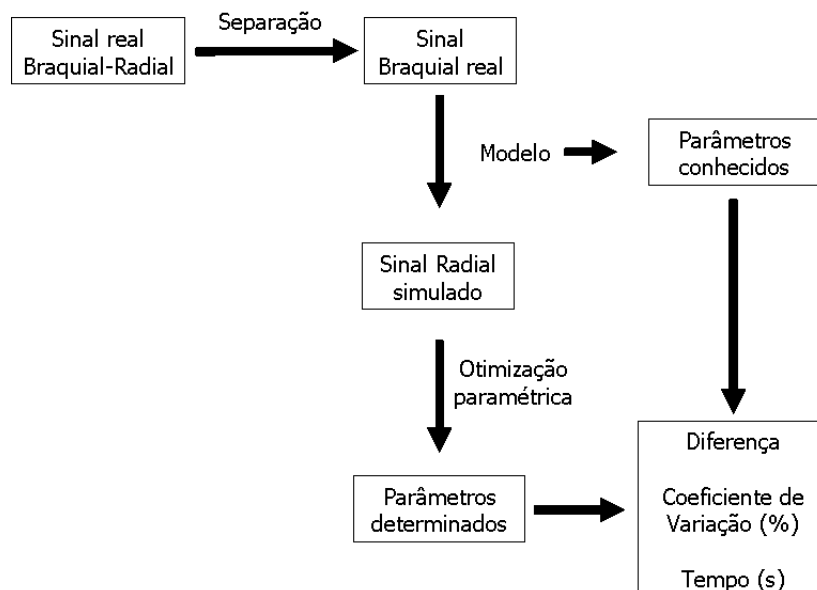 Sinal real
Braquial-Radial
Separação
Sinal
Braquial real
Modelo
Parâmetros
conhecidos
Sinal Radial
simulado
Otimização
paramétrica
Parâmetros
determinados
Diferença
Coeficiente de
Variação (%)
Tempo (s)